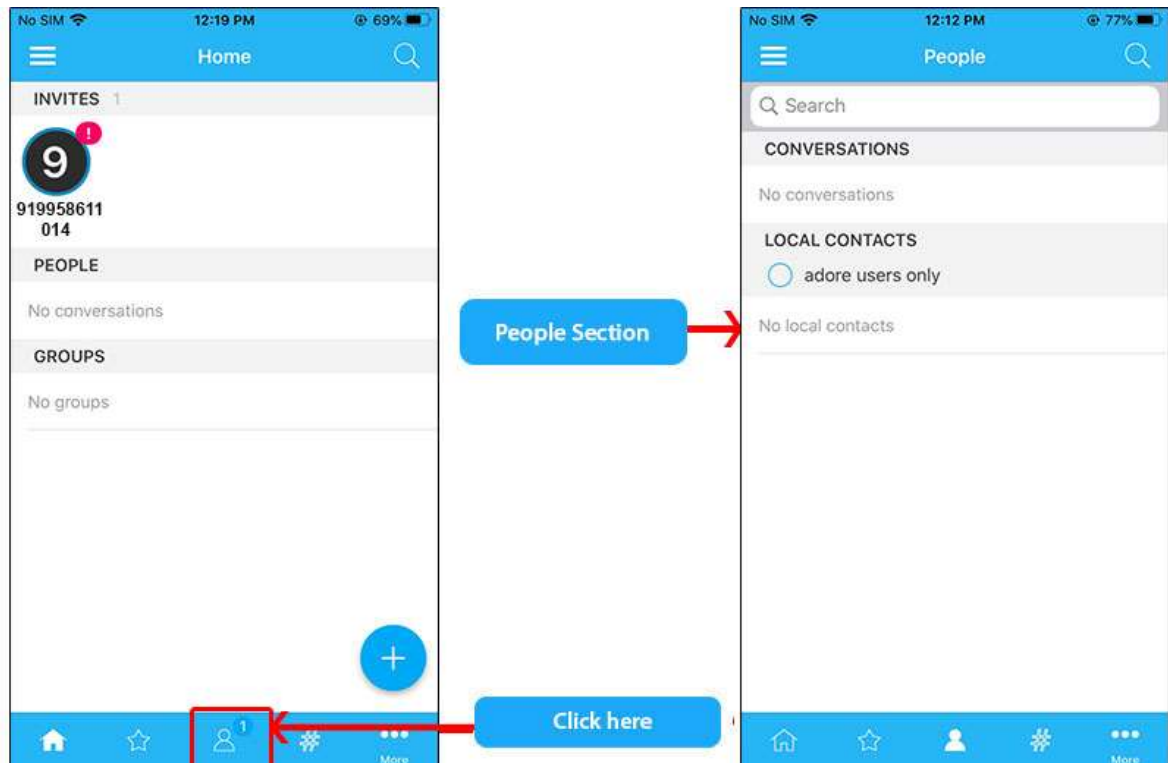 No SIM 12:19 PM 69%
Home
INVITES 1
!
9
919958611
014
PEOPLE
No conversations
GROUPS
No groups
+
1
#
More
People Section
Click here
No SIM 12:12 PM 77%
People
Search
CONVERSATIONS
No conversations
LOCAL CONTACTS
adore users only
No local contacts
#
More